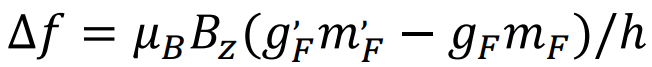 Δf = μ_B B_z (g^,_F m^,_F − g_F m_F)/h